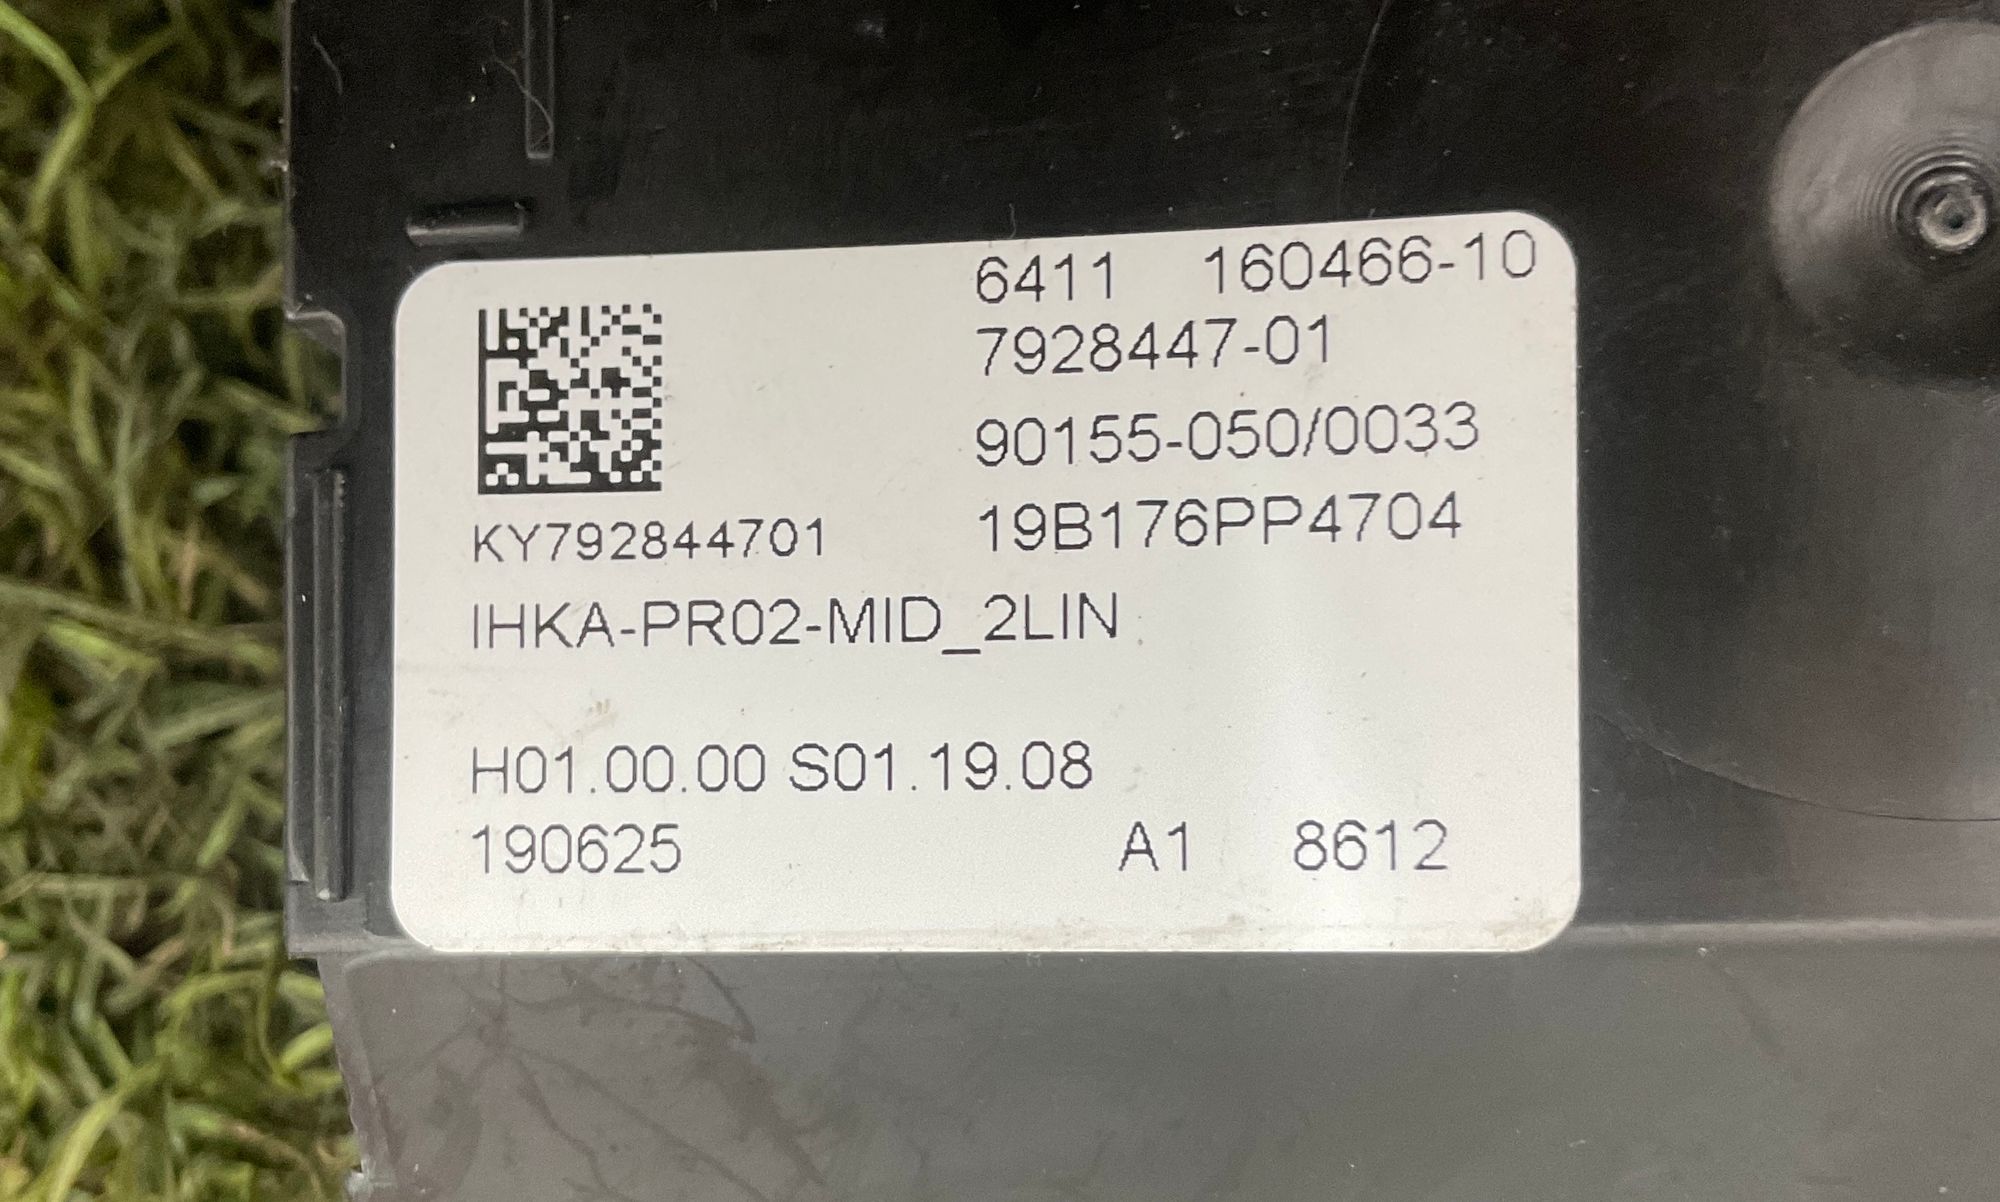 6411 160466-10
7928447-01
90155-050/0033
19B176PP4704
KY792844701
IHKA-PR02-MID_2LIN
H01.00.00 S01.19.08
190625 A1 8612